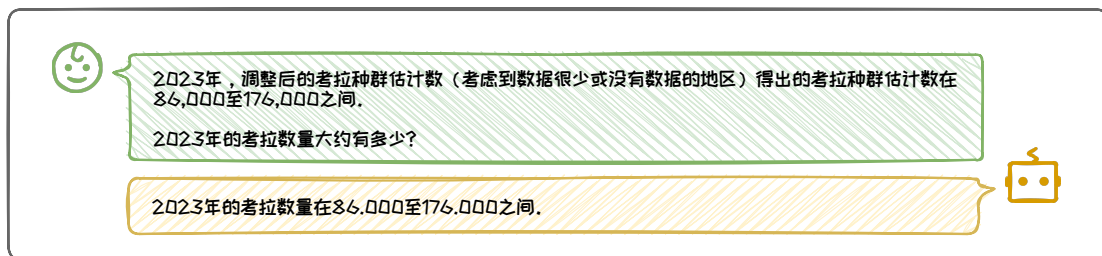 2023年，调整后的考拉种群估计数（考虑到数据很少或没有数据的地区）得出的考拉种群估计数在
86,000至176,000之间.
2023年的考拉数量大约有多少?
2023年的考拉数量在86.000至176.000之间.